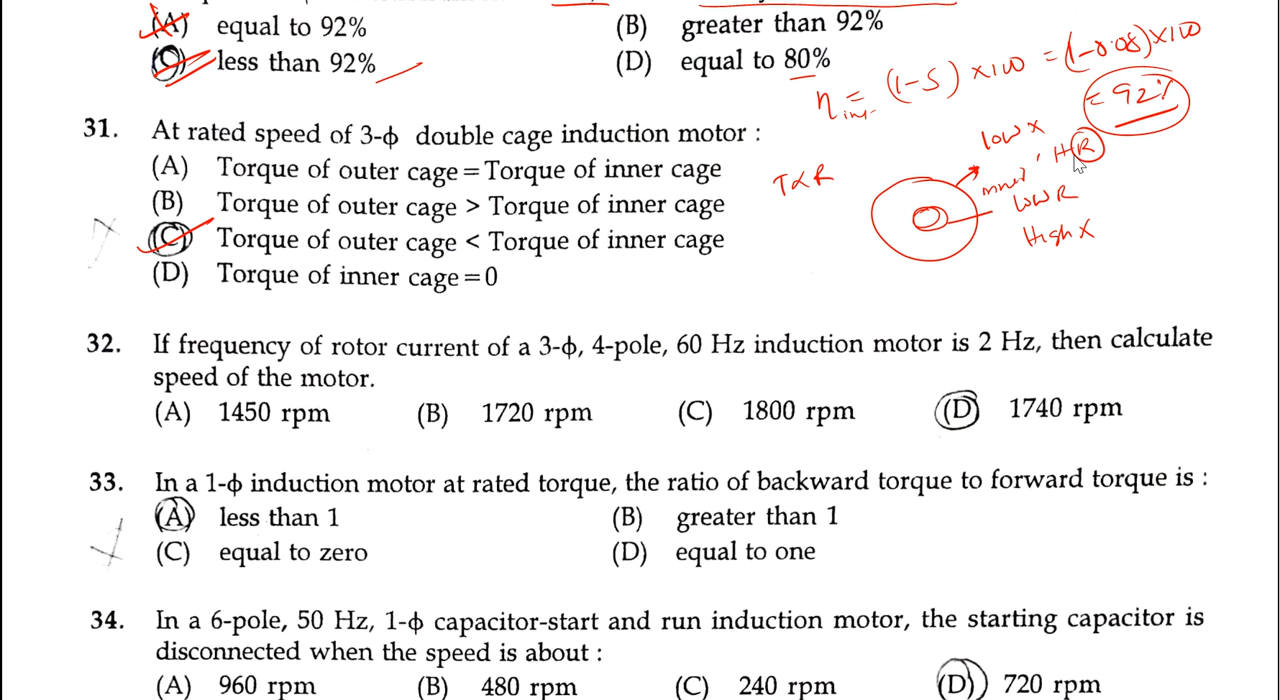 (A) equal to 92% (B) greater than 92%
(C) less than 92% (D) equal to 80%
η int. = (1-S) ×100 = (1-0.08)×100
= 92%
31. At rated speed of 3-ϕ double cage induction motor :
(A) Torque of outer cage = Torque of inner cage
(B) Torque of outer cage > Torque of inner cage
(C) Torque of outer cage < Torque of inner cage
(D) Torque of inner cage = 0
T∝R
low x
inner, HR
low R
High X
32. If frequency of rotor current of a 3-ϕ, 4-pole, 60 Hz induction motor is 2 Hz, then calculate
speed of the motor.
(A) 1450 rpm (B) 1720 rpm (C) 1800 rpm (D) 1740 rpm
33. In a 1-ϕ induction motor at rated torque, the ratio of backward torque to forward torque is :
(A) less than 1 (B) greater than 1
(C) equal to zero (D) equal to one
34. In a 6-pole, 50 Hz, 1-ϕ capacitor-start and run induction motor, the starting capacitor is
disconnected when the speed is about :
(A) 960 rpm (B) 480 rpm (C) 240 rpm (D) 720 rpm